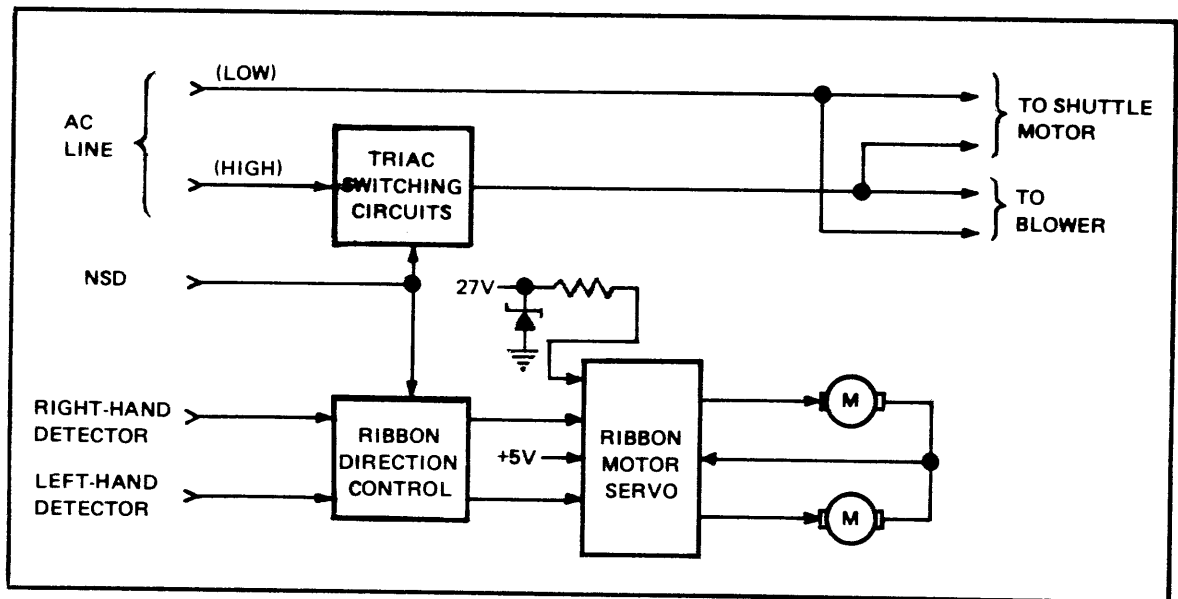 (LOW)
AC
LINE
(HIGH)
TRIAC
SWITCHING
CIRCUITS
TO SHUTTLE
MOTOR
TO
BLOWER
NSD
27V
RIGHT-HAND
DETECTOR
LEFT-HAND
DETECTOR
RIBBON
DIRECTION
CONTROL
+5V
RIBBON
MOTOR
SERVO
M
M